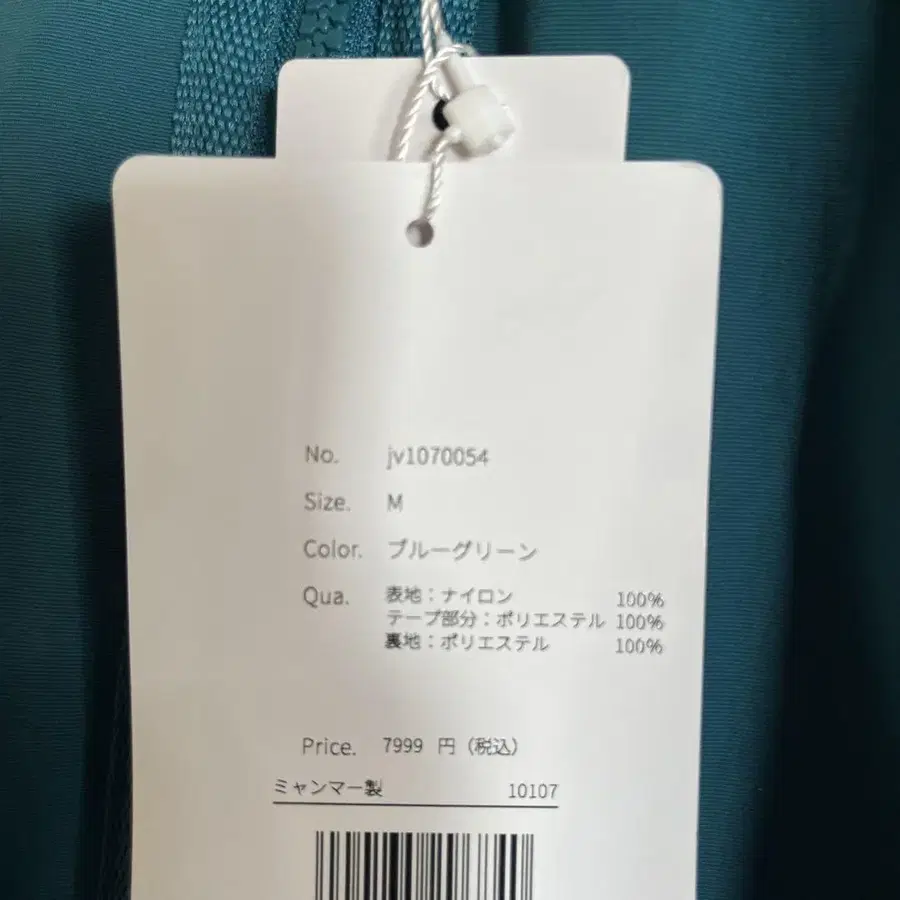 No. jv1070054
Size. M
Color. ブルーグリーン
Qua. 表地：ナイロン 100%
テープ部分：ポリエステル 100%
裏地：ポリエステル 100%
Price. 7999 円（税込）
ミャンマー製 10107